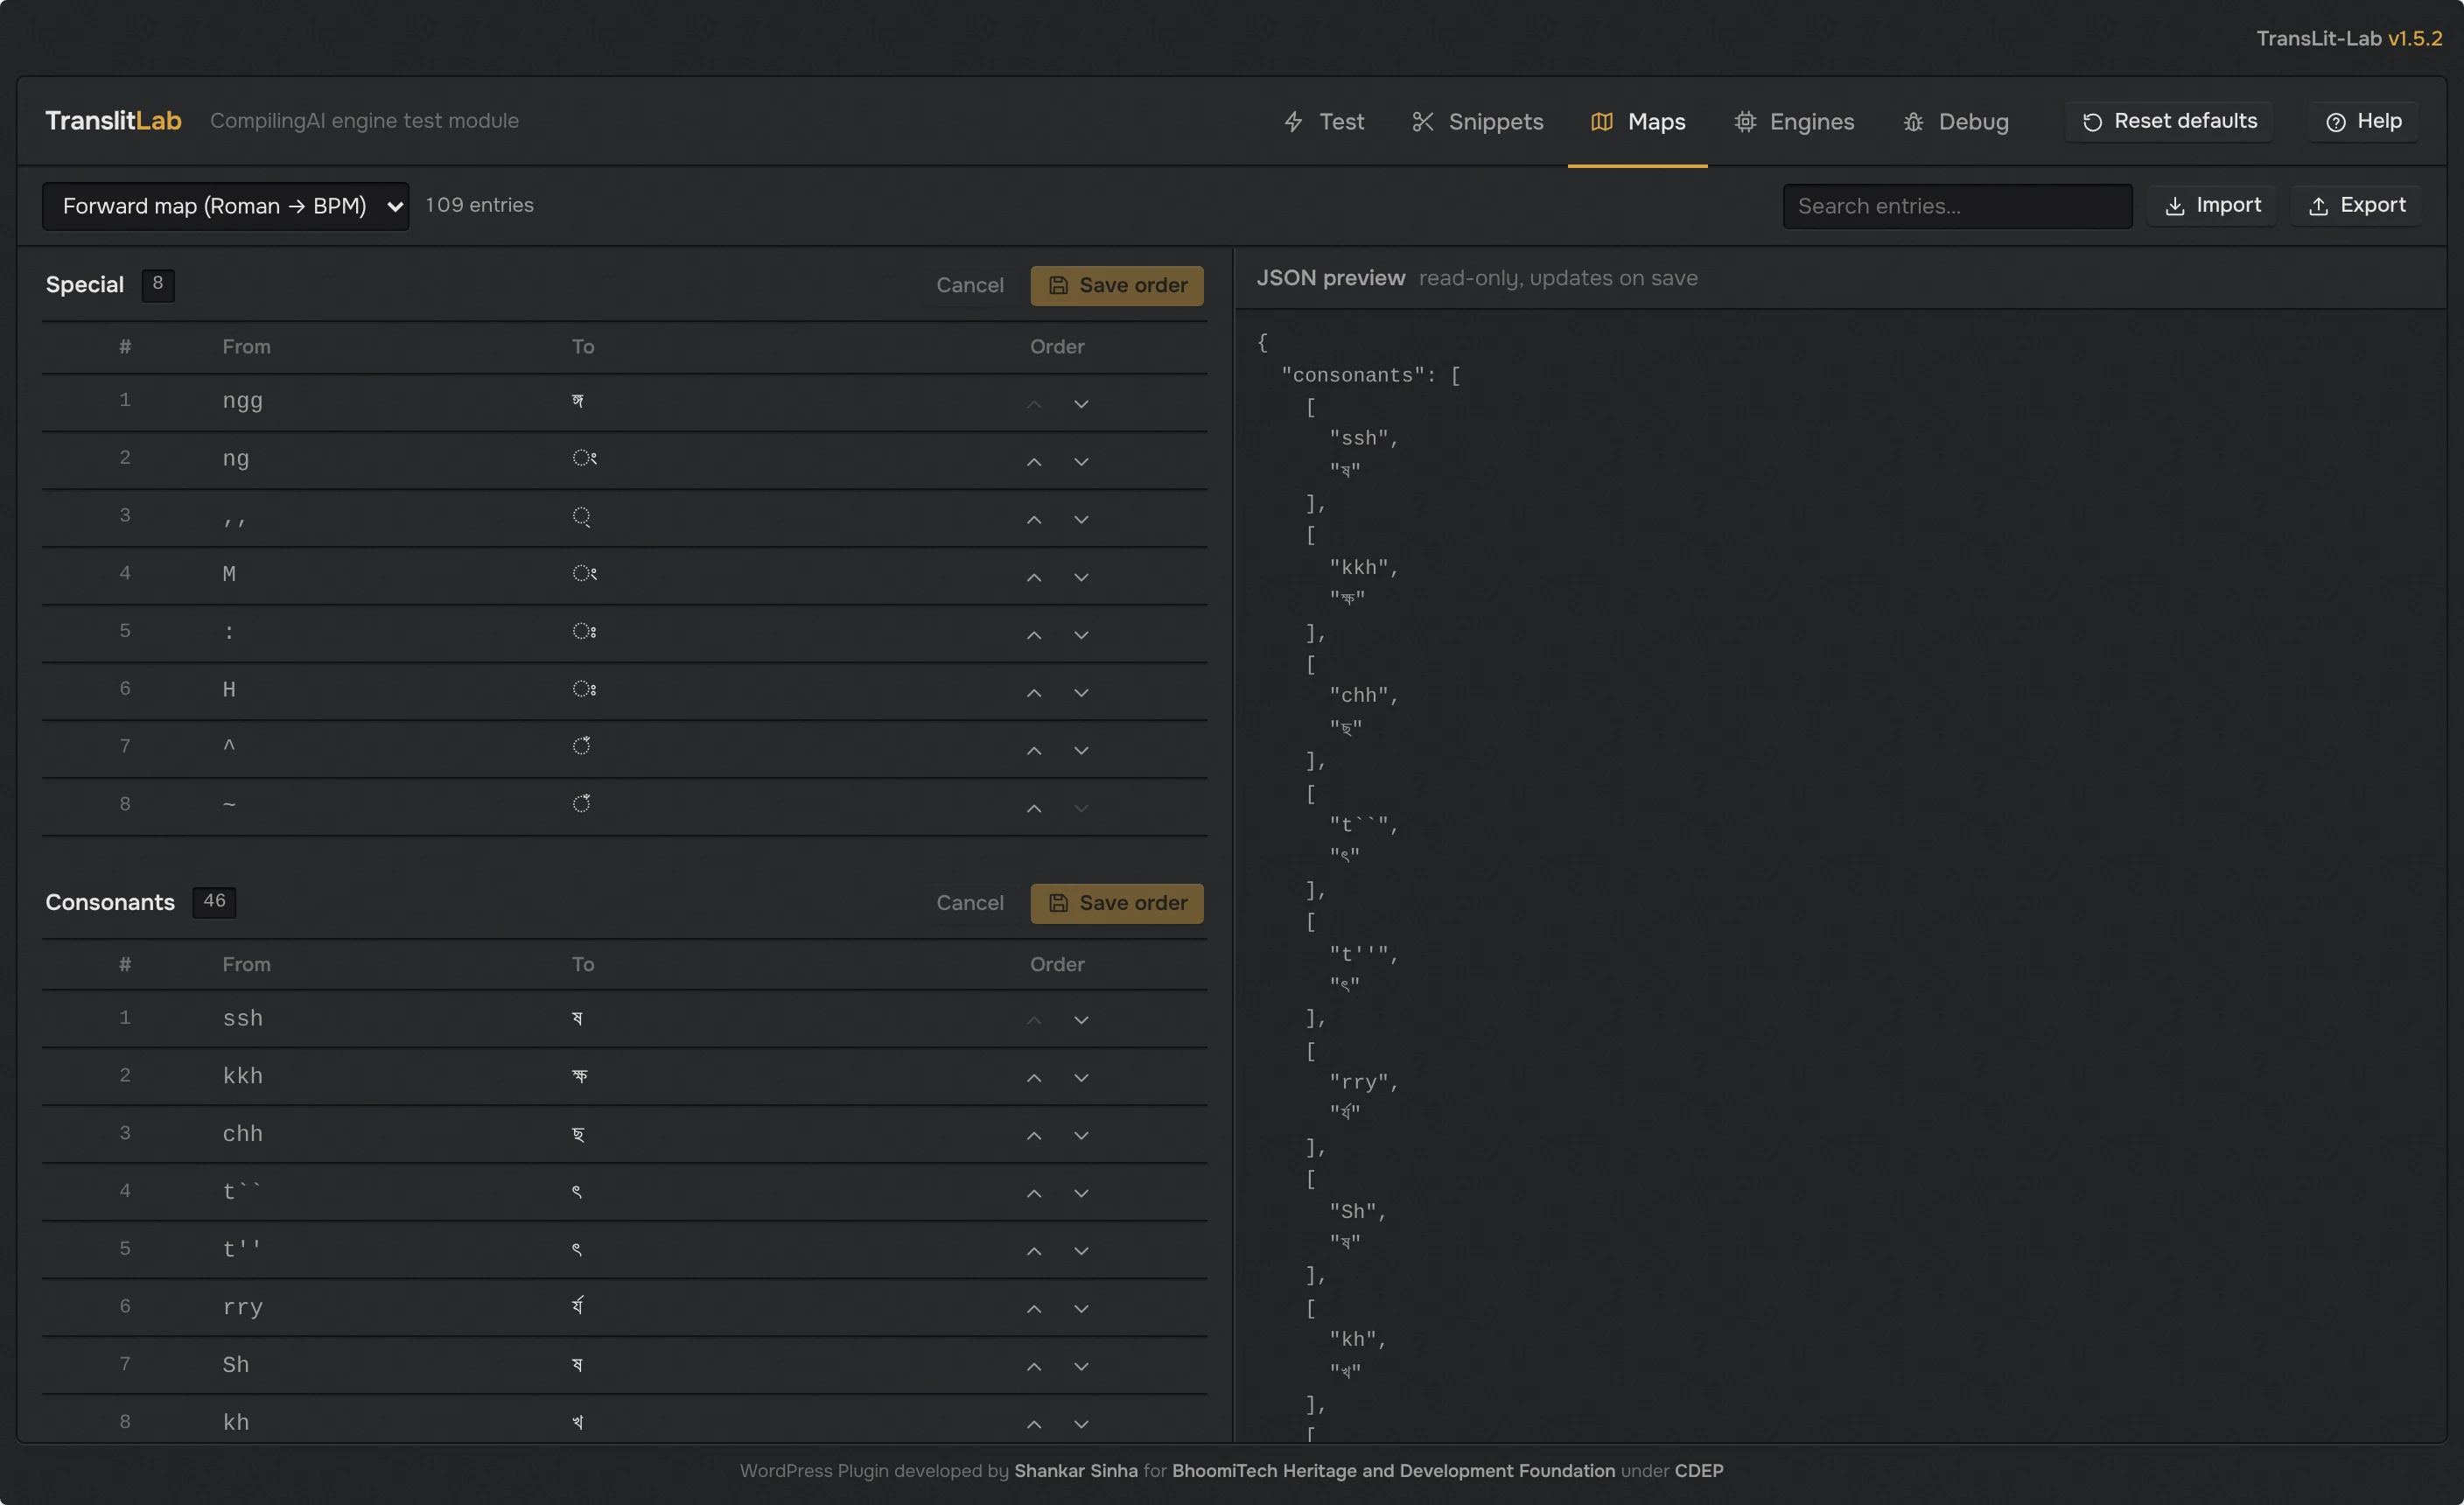 TransLit-Lab v1.5.2
TranslitLab CompilingAI engine test module Test Snippets Maps Engines Debug Reset defaults Help
Forward map (Roman → BPM) 109 entries Search entries... Import Export
Special 8 Cancel Save order
# From To Order
1 ngg ঙ্গ
2 ng ং
3 ,, ্
4 M ং
5 : ঃ
6 H ঃ
7 ^ ঁ
8 ~ ঁ
Consonants 46 Cancel Save order
# From To Order
1 ssh ষ
2 kkh ক্ষ
3 chh ছ
4 t`` ৎ
5 t'' ৎ
6 rry র্য
7 Sh ষ
8 kh খ
JSON preview read-only, updates on save
{
"consonants": [
[
"ssh",
"ষ"
],
[
"kkh",
"ক্ষ"
],
[
"chh",
"ছ"
],
[
"t``",
"ৎ"
],
[
"t''",
"ৎ"
],
[
"rry",
"র্য"
],
[
"Sh",
"ষ"
],
[
"kh",
"খ"
],
[
WordPress Plugin developed by Shankar Sinha for BhoomiTech Heritage and Development Foundation under CDEP